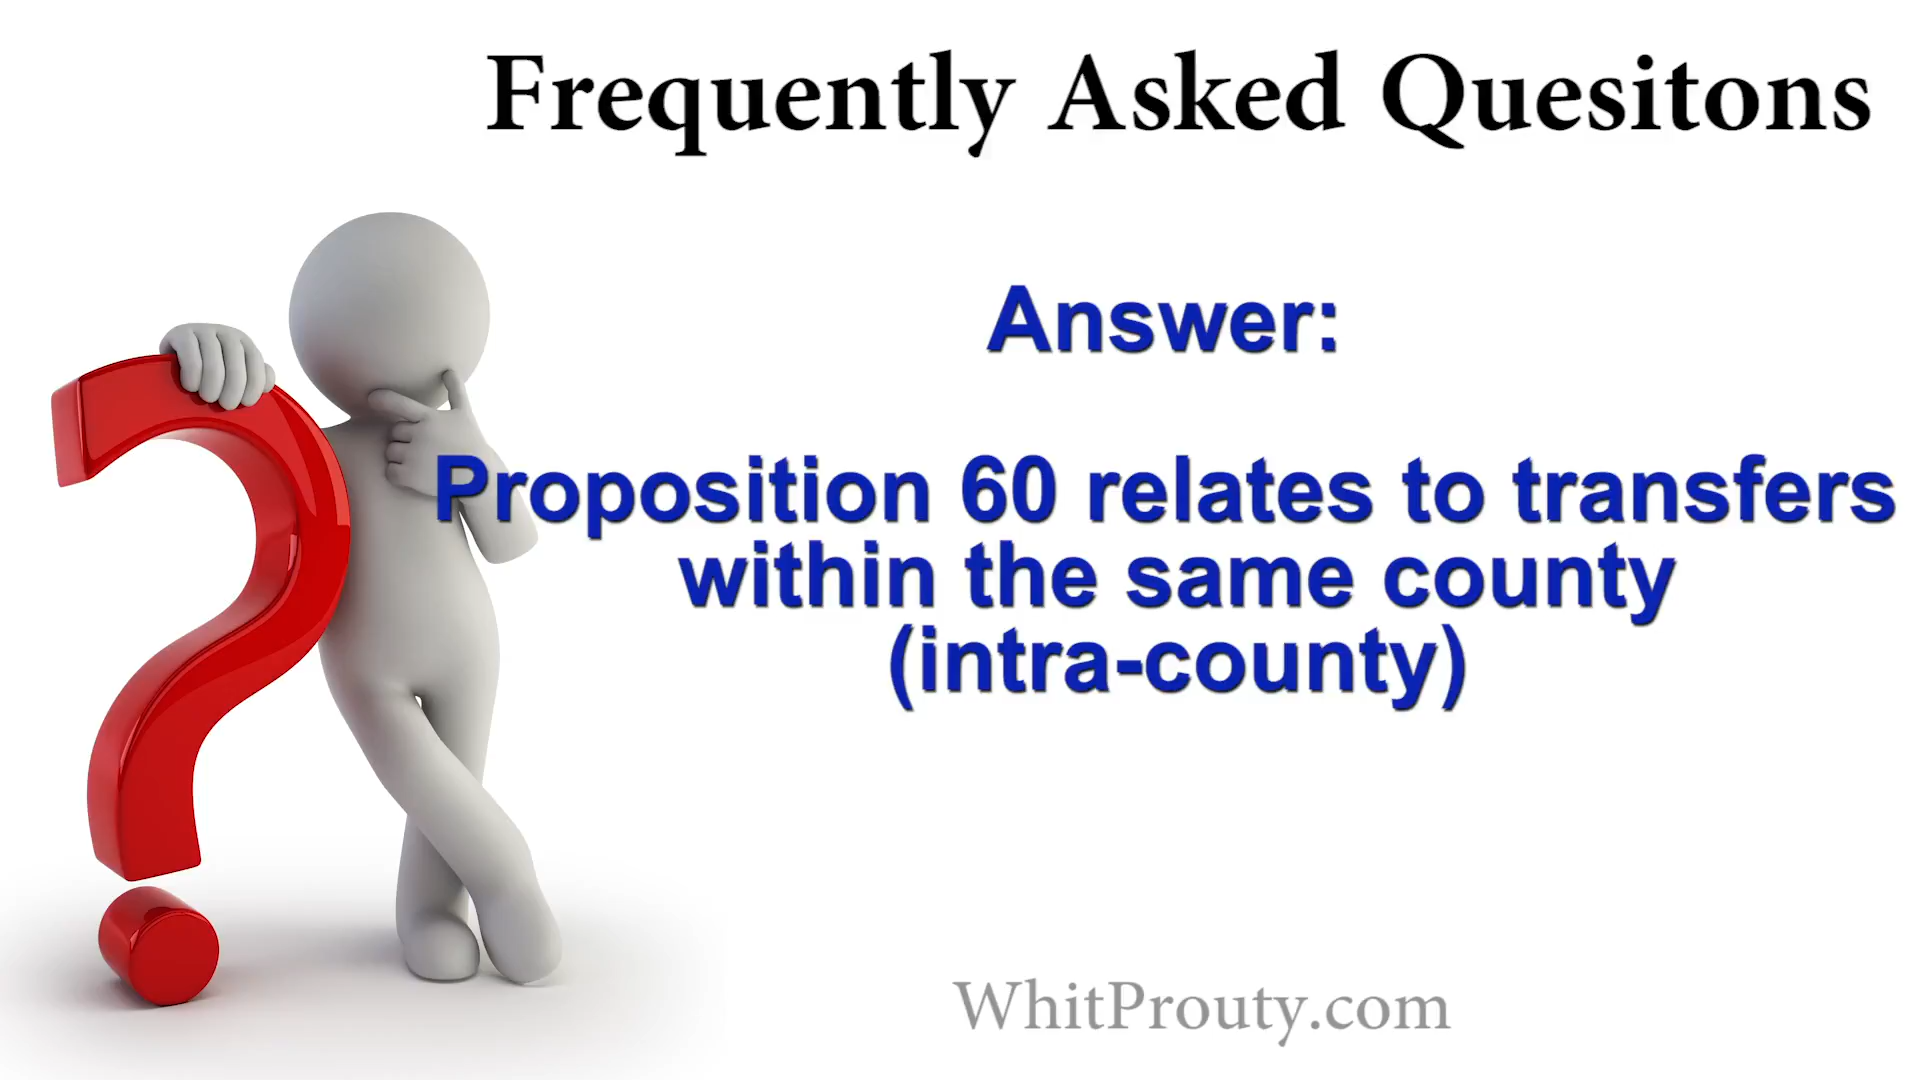 Frequently Asked Quesitons
Answer:
Proposition 60 relates to transfers
within the same county
(intra-county)
WhitProuty.com